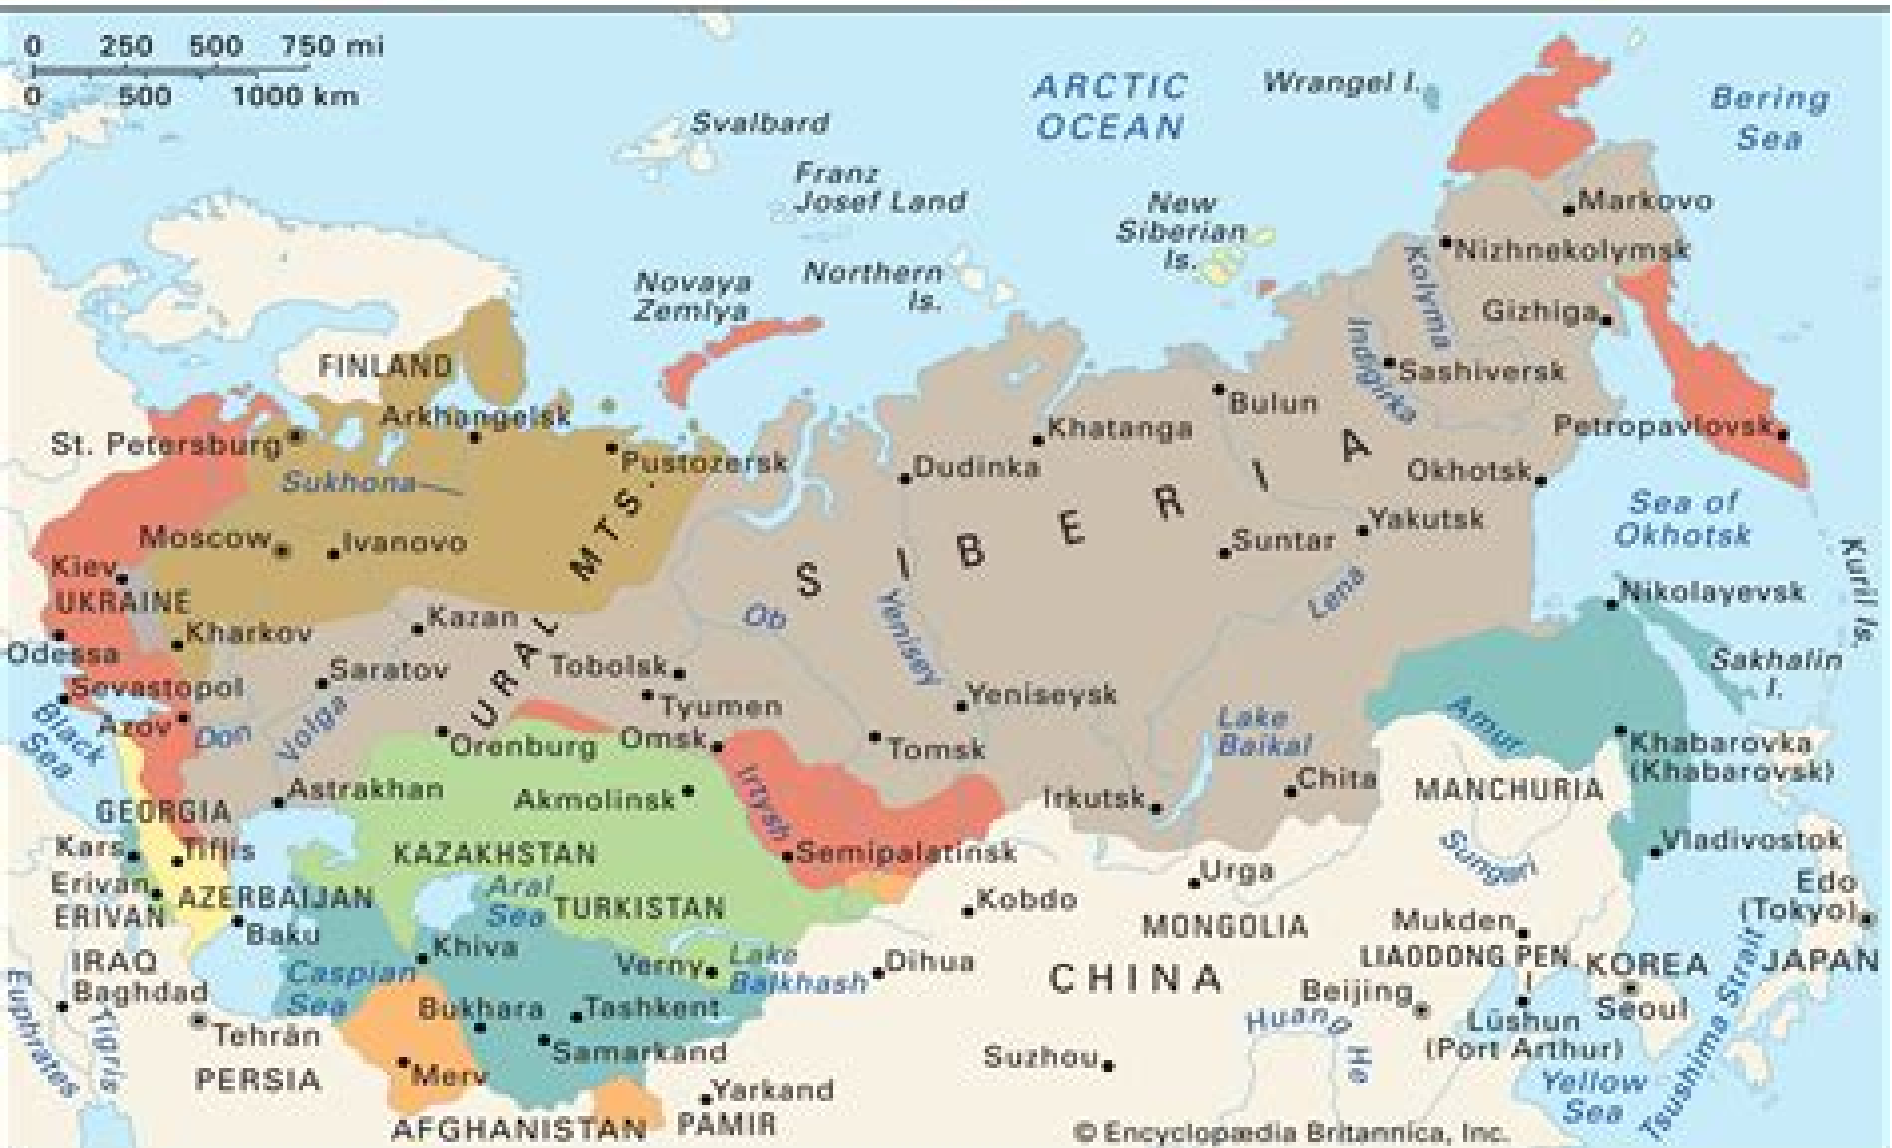 0 250 500 750 mi
0 500 1000 km
ARCTIC
OCEAN
Wrangel I.
Bering
Sea
Svalbard
Franz
Josef Land
New
Siberian
Is.
Markovo
Nizhnekolymsk
Kolyma
Novaya
Zemlya
Northern
Is.
Gizhiga
Indigirka
Sashiversk
FINLAND
Bulun
Arkhangelsk
Khatanga
Petropavlovsk
St. Petersburg
Pustozersk
Dudinka
Okhotsk
Sukhona
SIBERIA
Sea of
Okhotsk
Yakutsk
Moscow
Ivanovo
Suntar
Kuril Is.
Kiev
UKRAINE
URAL MTS.
Ob
Yenisey
Lena
Nikolayevsk
Kazan
Kharkov
Odessa
Saratov
Tobolsk
Sakhalin
I.
Sevastopol
Tyumen
Yeniseysk
Azov
Don
Volga
Black
Sea
Orenburg
Omsk
Tomsk
Lake
Baikal
Amur
Khabarovka
(Khabarovsk)
Astrakhan
Akmolinsk
Irtysh
Irkutsk
Chita
MANCHURIA
GEORGIA
Kars
Tiflis
KAZAKHSTAN
Semipalatinsk
Sungari
Vladivostok
Erivan
ERIVAN
AZERBAIJAN
Aral
Sea
TURKISTAN
Urga
Kobdo
Edo
(Tokyo)
Baku
MONGOLIA
Mukden
Khiva
IRAQ
Baghdad
Caspian
Sea
Verny
Lake
Balkhash
Dihua
CHINA
LIAODONG PEN.
KOREA
JAPAN
Euphrates
Tigris
Tehrān
Bukhara
Tashkent
Beijing
Seoul
Huang He
Lüshun
(Port Arthur)
Tsushima Strait
Samarkand
Suzhou
PERSIA
Merv
Yarkand
Yellow
Sea
AFGHANISTAN
PAMIR
© Encyclopædia Britannica, Inc.